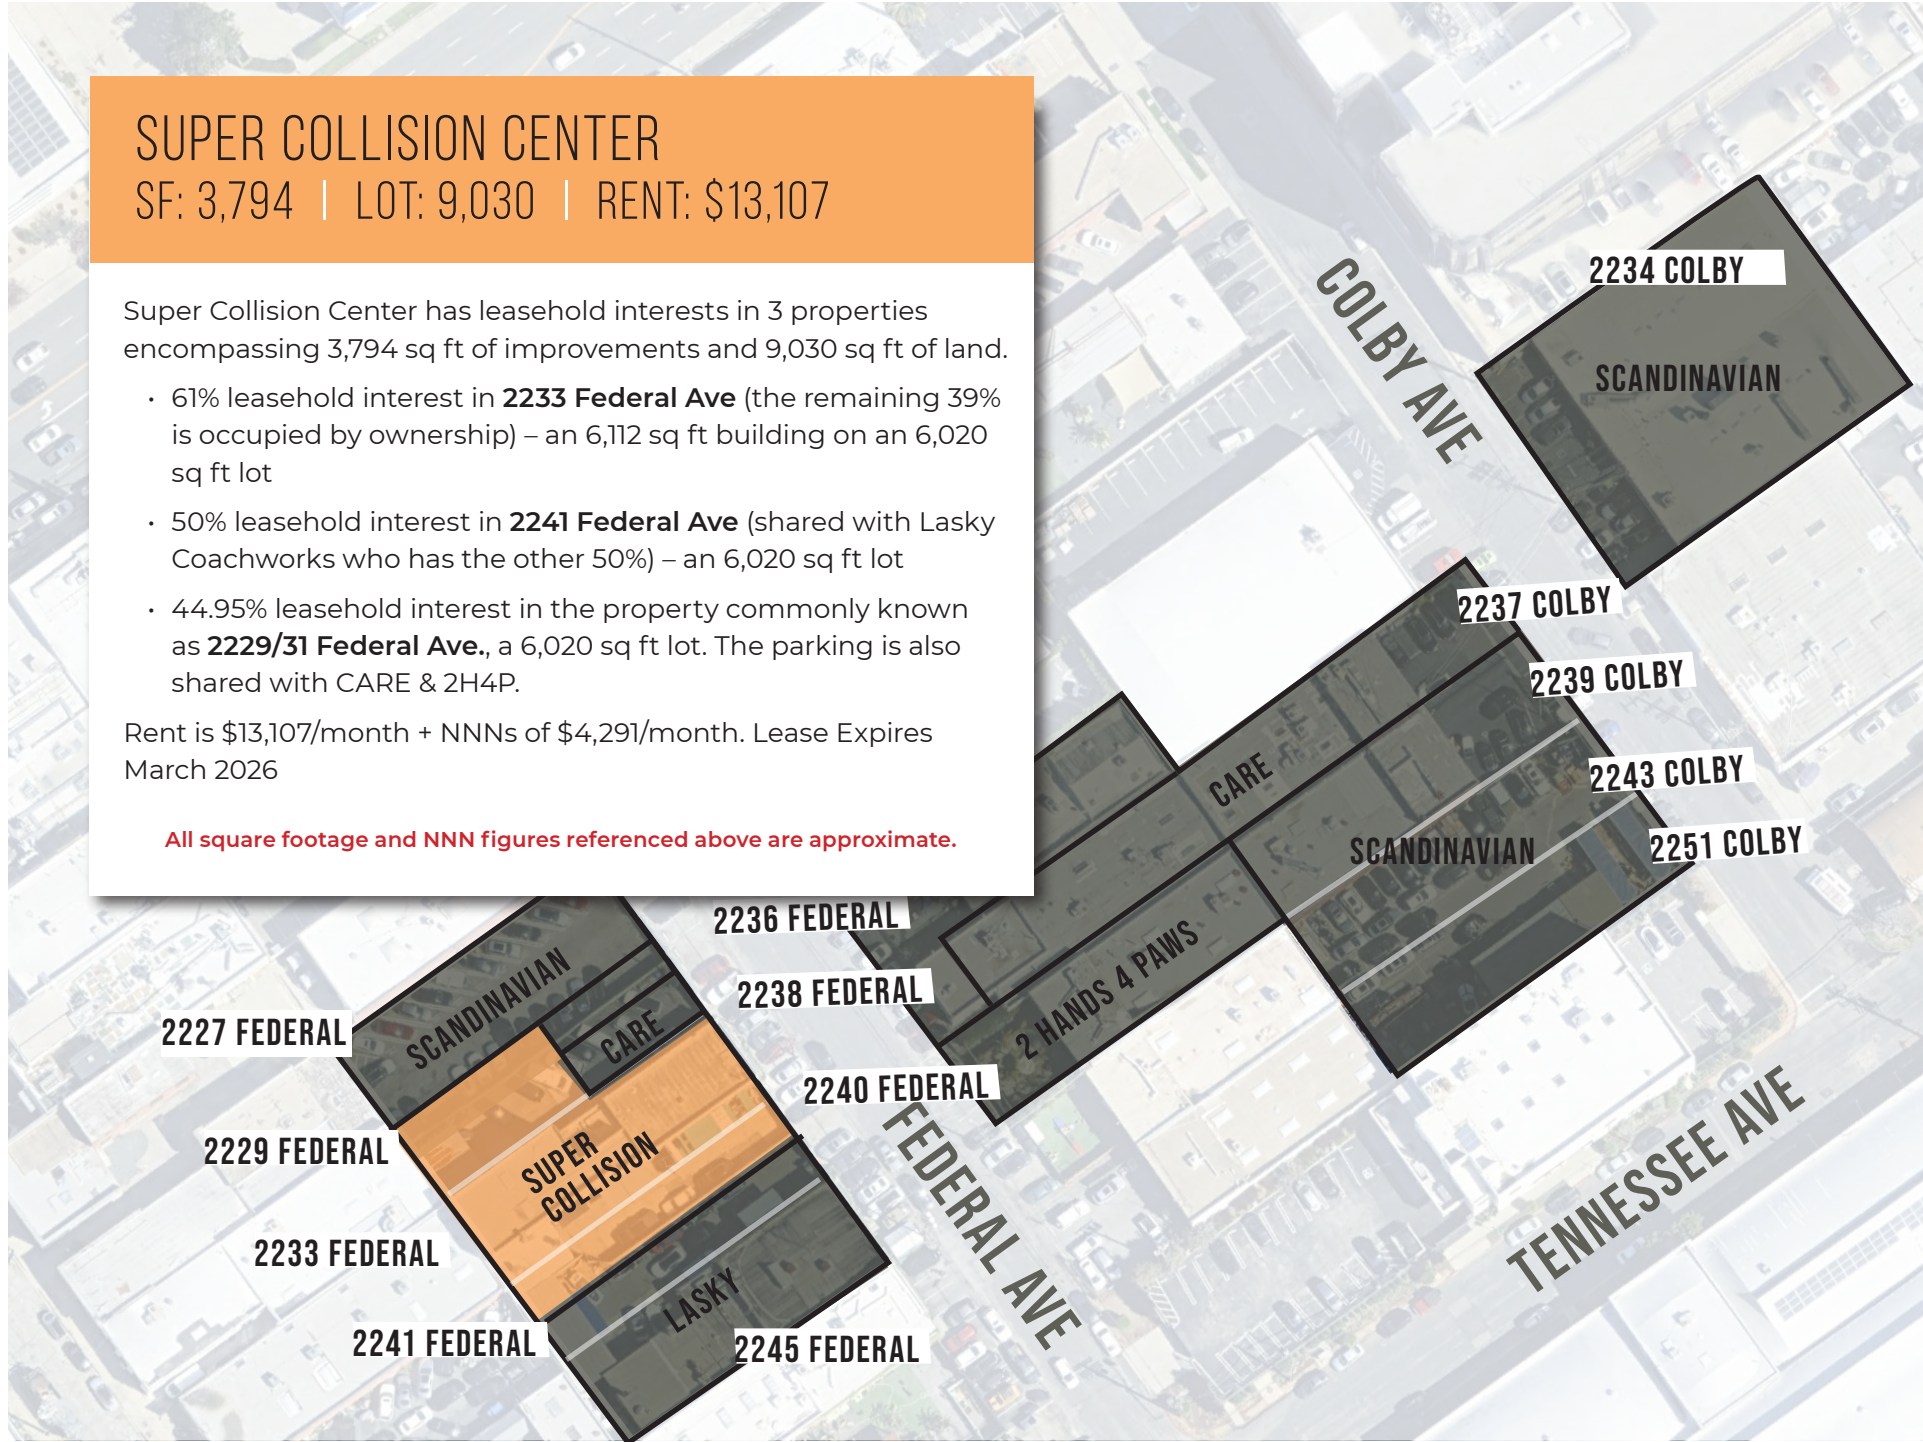 SUPER COLLISION CENTER
SF: 3,794 | LOT: 9,030 | RENT: $13,107
Super Collision Center has leasehold interests in 3 properties
encompassing 3,794 sq ft of improvements and 9,030 sq ft of land.
• 61% leasehold interest in 2233 Federal Ave (the remaining 39%
is occupied by ownership) – an 6,112 sq ft building on an 6,020
sq ft lot
• 50% leasehold interest in 2241 Federal Ave (shared with Lasky
Coachworks who has the other 50%) – an 6,020 sq ft lot
• 44.95% leasehold interest in the property commonly known
as 2229/31 Federal Ave., a 6,020 sq ft lot. The parking is also
shared with CARE & 2H4P.
Rent is $13,107/month + NNNs of $4,291/month. Lease Expires
March 2026
All square footage and NNN figures referenced above are approximate.
COLBY AVE
2234 COLBY
SCANDINAVIAN
2237 COLBY
2239 COLBY
2243 COLBY
2251 COLBY
CARE
SCANDINAVIAN
2 HANDS 4 PAWS
2236 FEDERAL
2238 FEDERAL
2240 FEDERAL
FEDERAL AVE
TENNESSEE AVE
SCANDINAVIAN
CARE
2227 FEDERAL
2229 FEDERAL
SUPER
COLLISION
2233 FEDERAL
LASKY
2241 FEDERAL
2245 FEDERAL